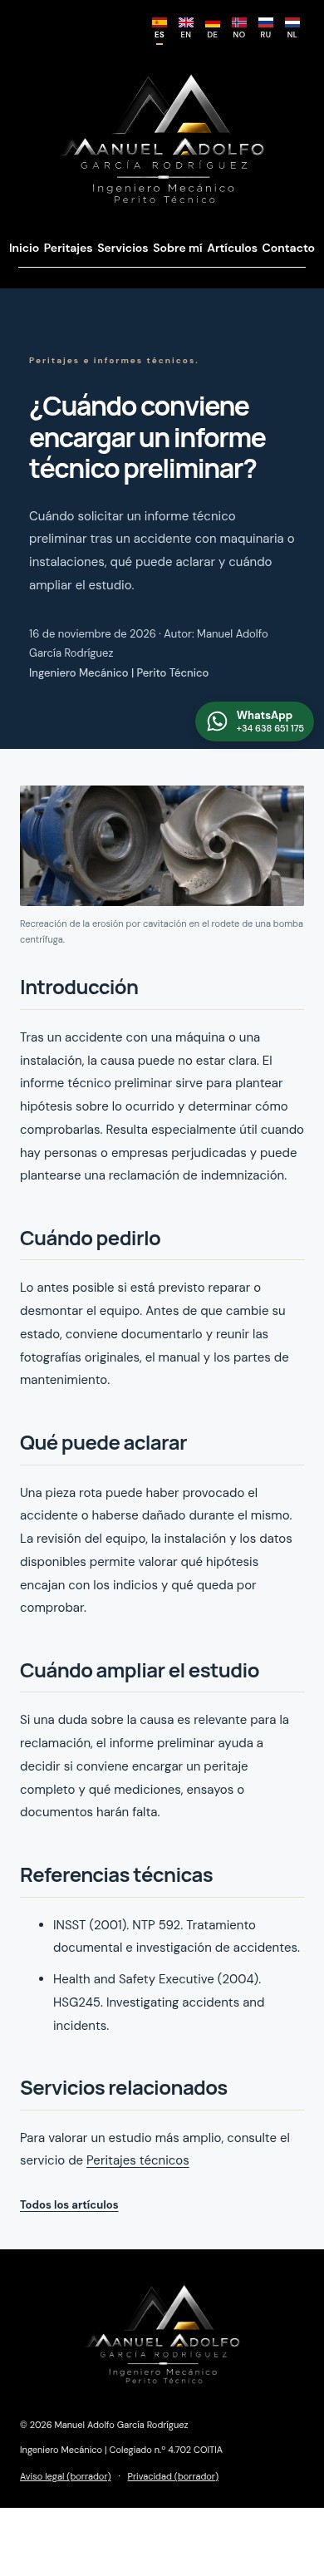 ES EN DE NO RU NL
MANUEL ADOLFO
GARCÍA RODRÍGUEZ
Ingeniero Mecánico
Perito Técnico
Inicio Peritajes Servicios Sobre mí Artículos Contacto
Peritajes e informes técnicos.
¿Cuándo conviene
encargar un informe
técnico preliminar?
Cuándo solicitar un informe técnico
preliminar tras un accidente con maquinaria o
instalaciones, qué puede aclarar y cuándo
ampliar el estudio.
16 de noviembre de 2026 · Autor: Manuel Adolfo
García Rodríguez
Ingeniero Mecánico | Perito Técnico
WhatsApp
+34 638 651 175
Recreación de la erosión por cavitación en el rodete de una bomba
centrífuga.
Introducción
Tras un accidente con una máquina o una
instalación, la causa puede no estar clara. El
informe técnico preliminar sirve para plantear
hipótesis sobre lo ocurrido y determinar cómo
comprobarlas. Resulta especialmente útil cuando
hay personas o empresas perjudicadas y puede
plantearse una reclamación de indemnización.
Cuándo pedirlo
Lo antes posible si está previsto reparar o
desmontar el equipo. Antes de que cambie su
estado, conviene documentarlo y reunir las
fotografías originales, el manual y los partes de
mantenimiento.
Qué puede aclarar
Una pieza rota puede haber provocado el
accidente o haberse dañado durante el mismo.
La revisión del equipo, la instalación y los datos
disponibles permite valorar qué hipótesis
encajan con los indicios y qué queda por
comprobar.
Cuándo ampliar el estudio
Si una duda sobre la causa es relevante para la
reclamación, el informe preliminar ayuda a
decidir si conviene encargar un peritaje
completo y qué mediciones, ensayos o
documentos harán falta.
Referencias técnicas
• INSST (2001). NTP 592. Tratamiento
documental e investigación de accidentes.
• Health and Safety Executive (2004).
HSG245. Investigating accidents and
incidents.
Servicios relacionados
Para valorar un estudio más amplio, consulte el
servicio de Peritajes técnicos
Todos los artículos
MANUEL ADOLFO
GARCÍA RODRÍGUEZ
Ingeniero Mecánico
Perito Técnico
© 2026 Manuel Adolfo García Rodríguez
Ingeniero Mecánico | Colegiado n.º 4.702 COITIA
Aviso legal (borrador) · Privacidad (borrador)